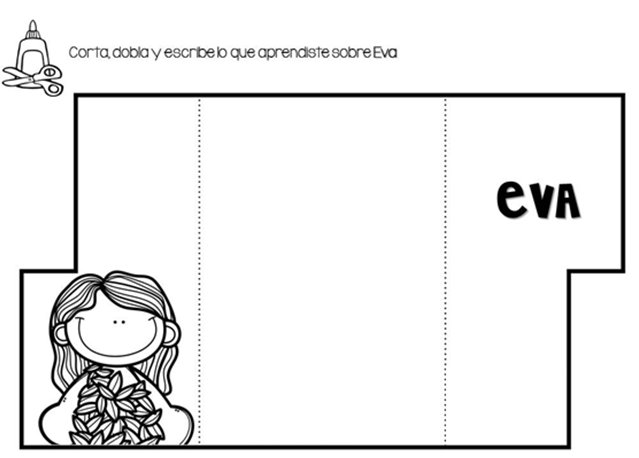 Corta, dobla y escribe lo que aprendiste sobre Eva
eVA